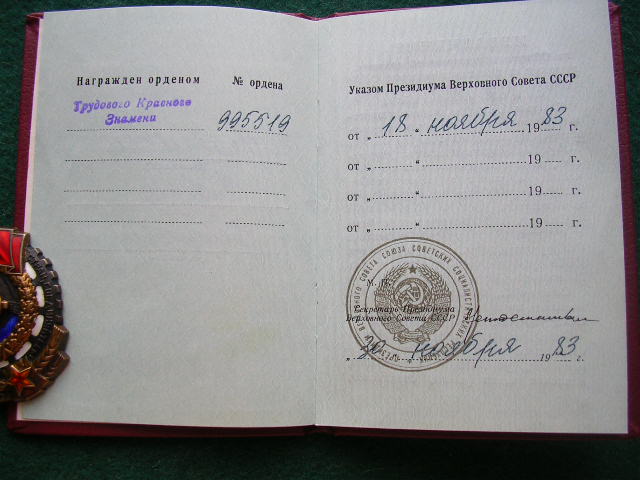 Награжден орденом
№ ордена
Трудового Красного
Знамени
995519
Указом Президиума Верховного Совета СССР
от „ 18 “ ноября 19 83 г.
от „ “ 19 г.
от „ “ 19 г.
от „ “ 19 г.
М. П.
Секретарь Президиума
Верховного Совета СССР
„ 30 “ ноября 19 83 г.